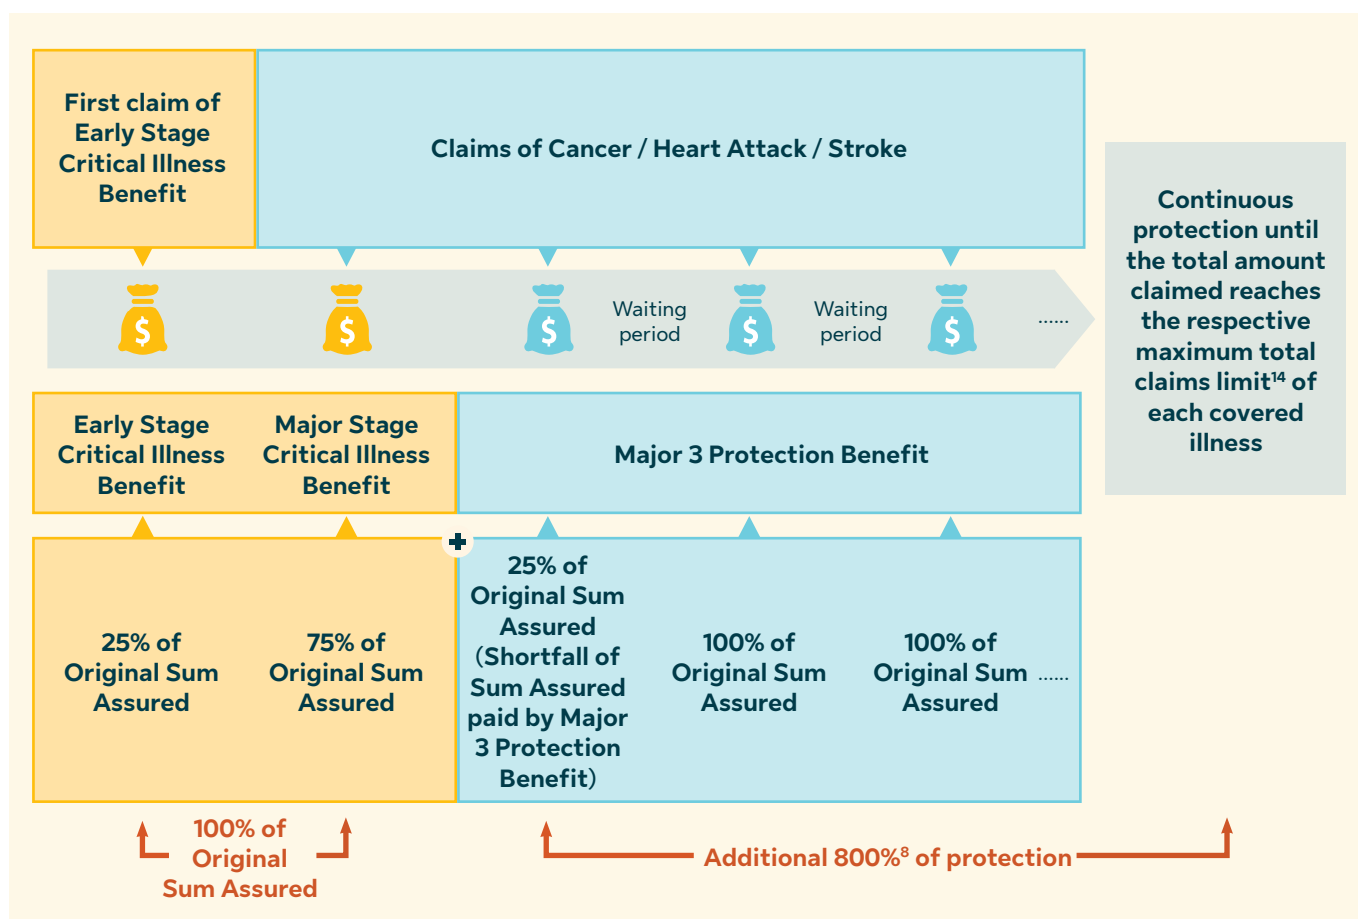 First claim of
Early Stage
Critical Illness
Benefit
Claims of Cancer / Heart Attack / Stroke
Continuous
protection until
the total amount
claimed reaches
the respective
maximum total
claims limit¹⁴ of
each covered
illness
$
$
$
Waiting
period
$
Waiting
period
$
......
Early Stage
Critical Illness
Benefit
Major Stage
Critical Illness
Benefit
Major 3 Protection Benefit
25% of
Original Sum
Assured
75% of
Original Sum
Assured
25% of
Original Sum
Assured
(Shortfall of
Sum Assured
paid by Major
3 Protection
Benefit)
100% of
Original Sum
Assured
100% of
Original Sum
Assured
......
100% of
Original
Sum Assured
Additional 800%⁸ of protection